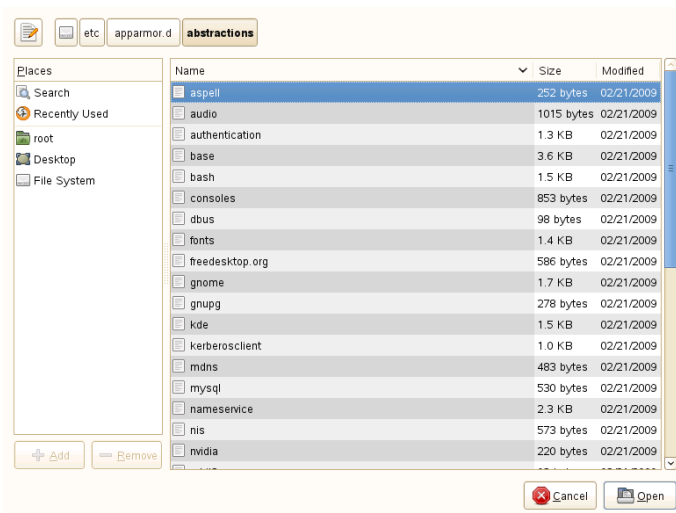 etc apparmor.d abstractions
Places
Search
Recently Used
root
Desktop
File System
Add Remove
Name Size Modified
aspell 252 bytes 02/21/2009
audio 1015 bytes 02/21/2009
authentication 1.3 KB 02/21/2009
base 3.6 KB 02/21/2009
bash 1.5 KB 02/21/2009
consoles 853 bytes 02/21/2009
dbus 98 bytes 02/21/2009
fonts 1.4 KB 02/21/2009
freedesktop.org 586 bytes 02/21/2009
gnome 1.7 KB 02/21/2009
gnupg 278 bytes 02/21/2009
kde 1.5 KB 02/21/2009
kerberosclient 1.0 KB 02/21/2009
mdns 483 bytes 02/21/2009
mysql 530 bytes 02/21/2009
nameservice 2.3 KB 02/21/2009
nis 573 bytes 02/21/2009
nvidia 220 bytes 02/21/2009
Cancel Open